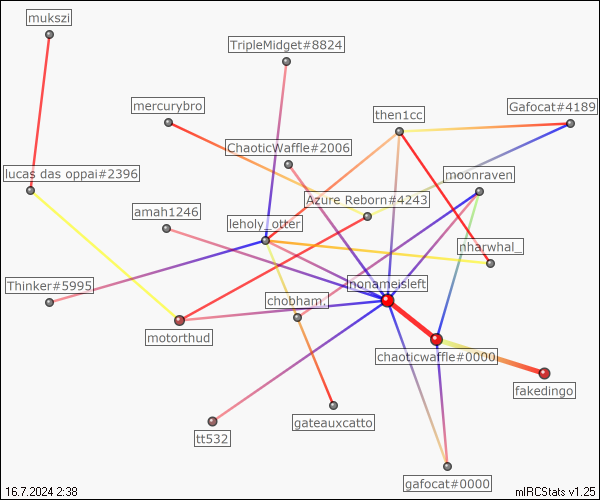 mukszi
TripleMidget#8824
mercurybro
then1cc
Gafocat#4189
ChaoticWaffle#2006
lucas das oppai#2396
moonraven
Azure Reborn#4243
amah1246
leholy_otter
nharwhal_
Thinker#5995
nonameisleft
chobham.
motorthud
chaoticwaffle#0000
fakedingo
gateauxcatto
tt532
gafocat#0000
16.7.2024 2:38
mIRCStats v1.25